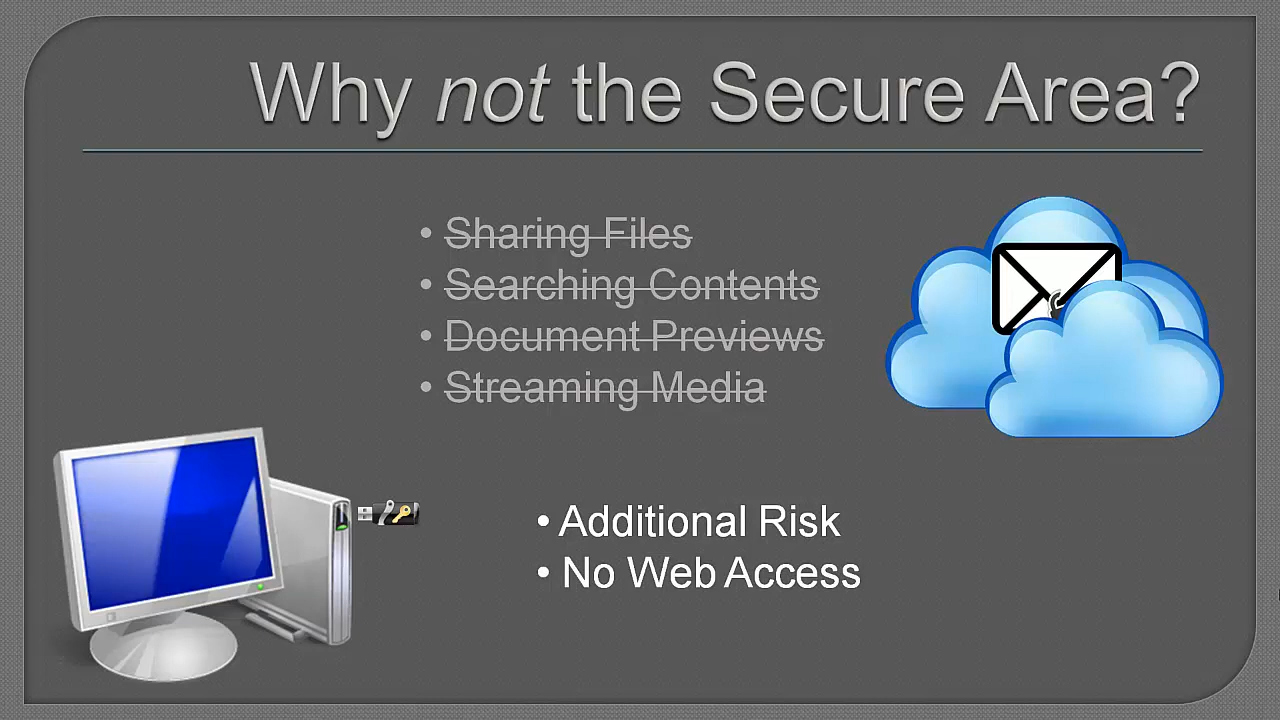 Why not the Secure Area?
• Sharing Files
• Searching Contents
• Document Previews
• Streaming Media
• Additional Risk
• No Web Access